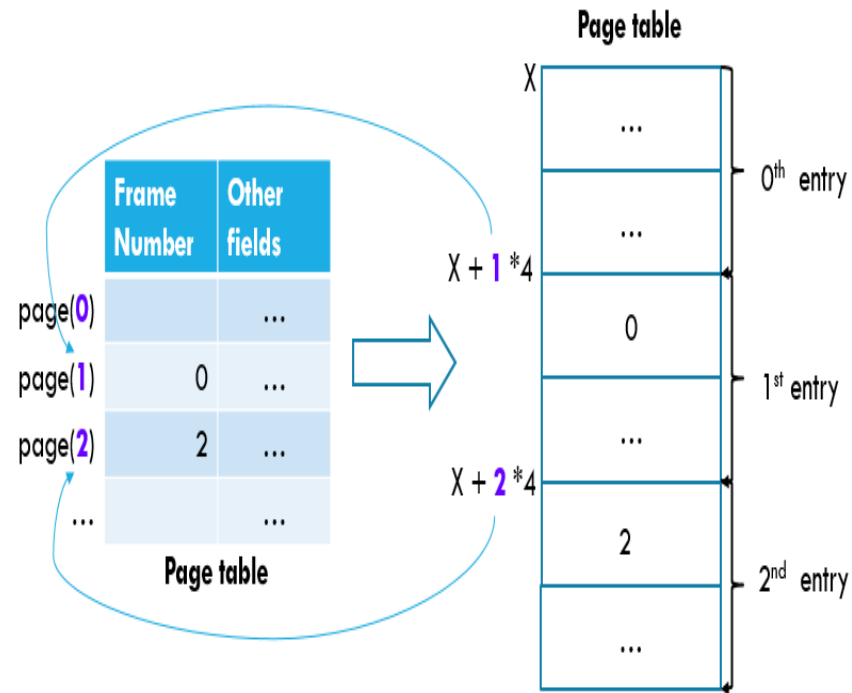 Page table
Frame Number
Other fields
page(0)
...
page(1)
0
...
page(2)
2
...
...
...
Page table
X
...
0th entry
...
X + 1 *4
0
1st entry
...
X + 2 *4
2
2nd entry
...